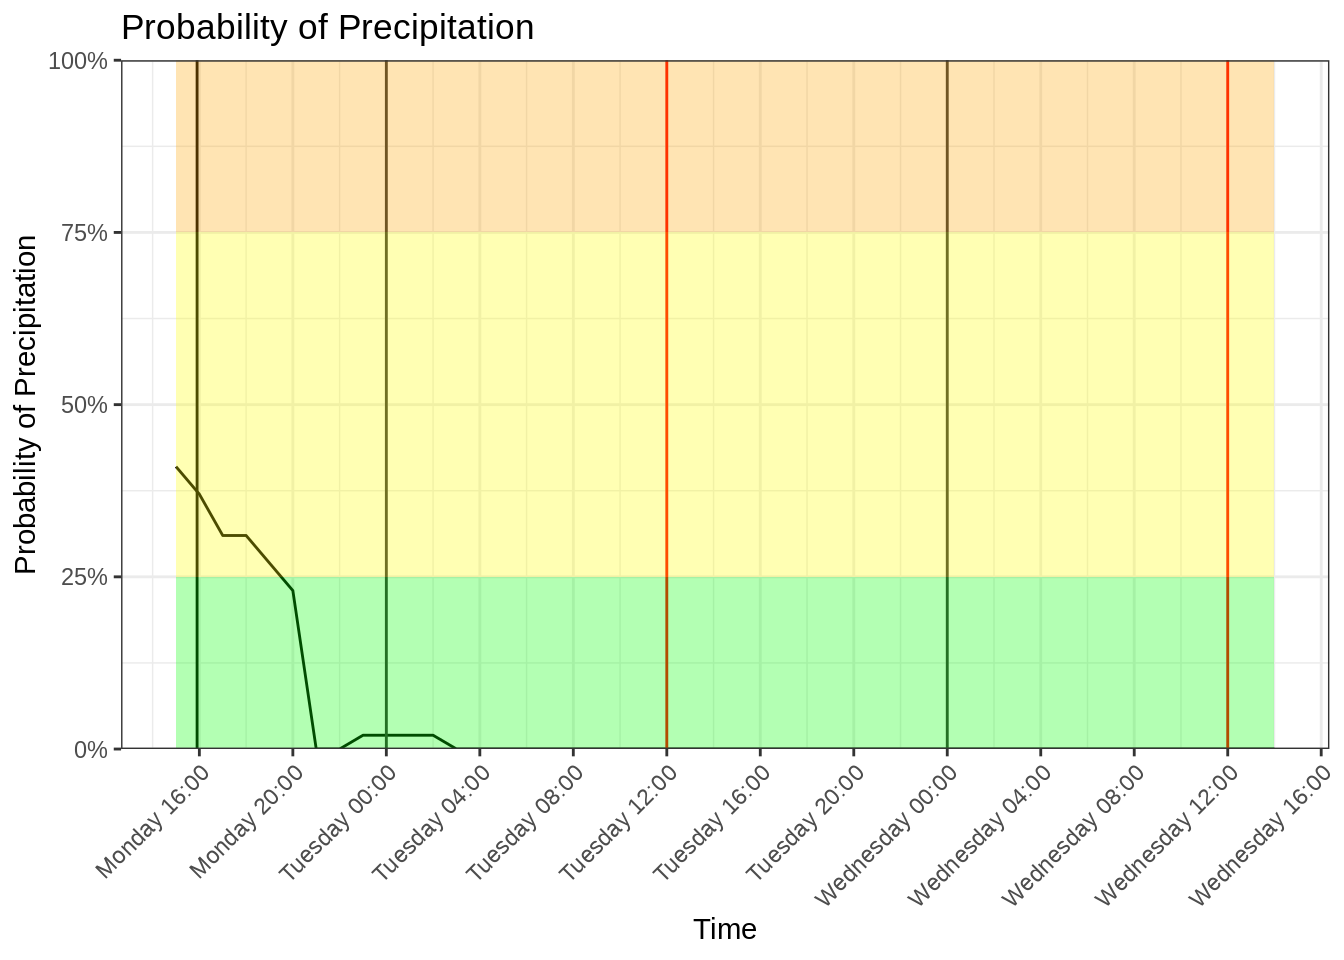 Probability of Precipitation
Probability of Precipitation
100%
75%
50%
25%
0%
Monday 16:00
Monday 20:00
Tuesday 00:00
Tuesday 04:00
Tuesday 08:00
Tuesday 12:00
Tuesday 16:00
Tuesday 20:00
Wednesday 00:00
Wednesday 04:00
Wednesday 08:00
Wednesday 12:00
Wednesday 16:00
Time